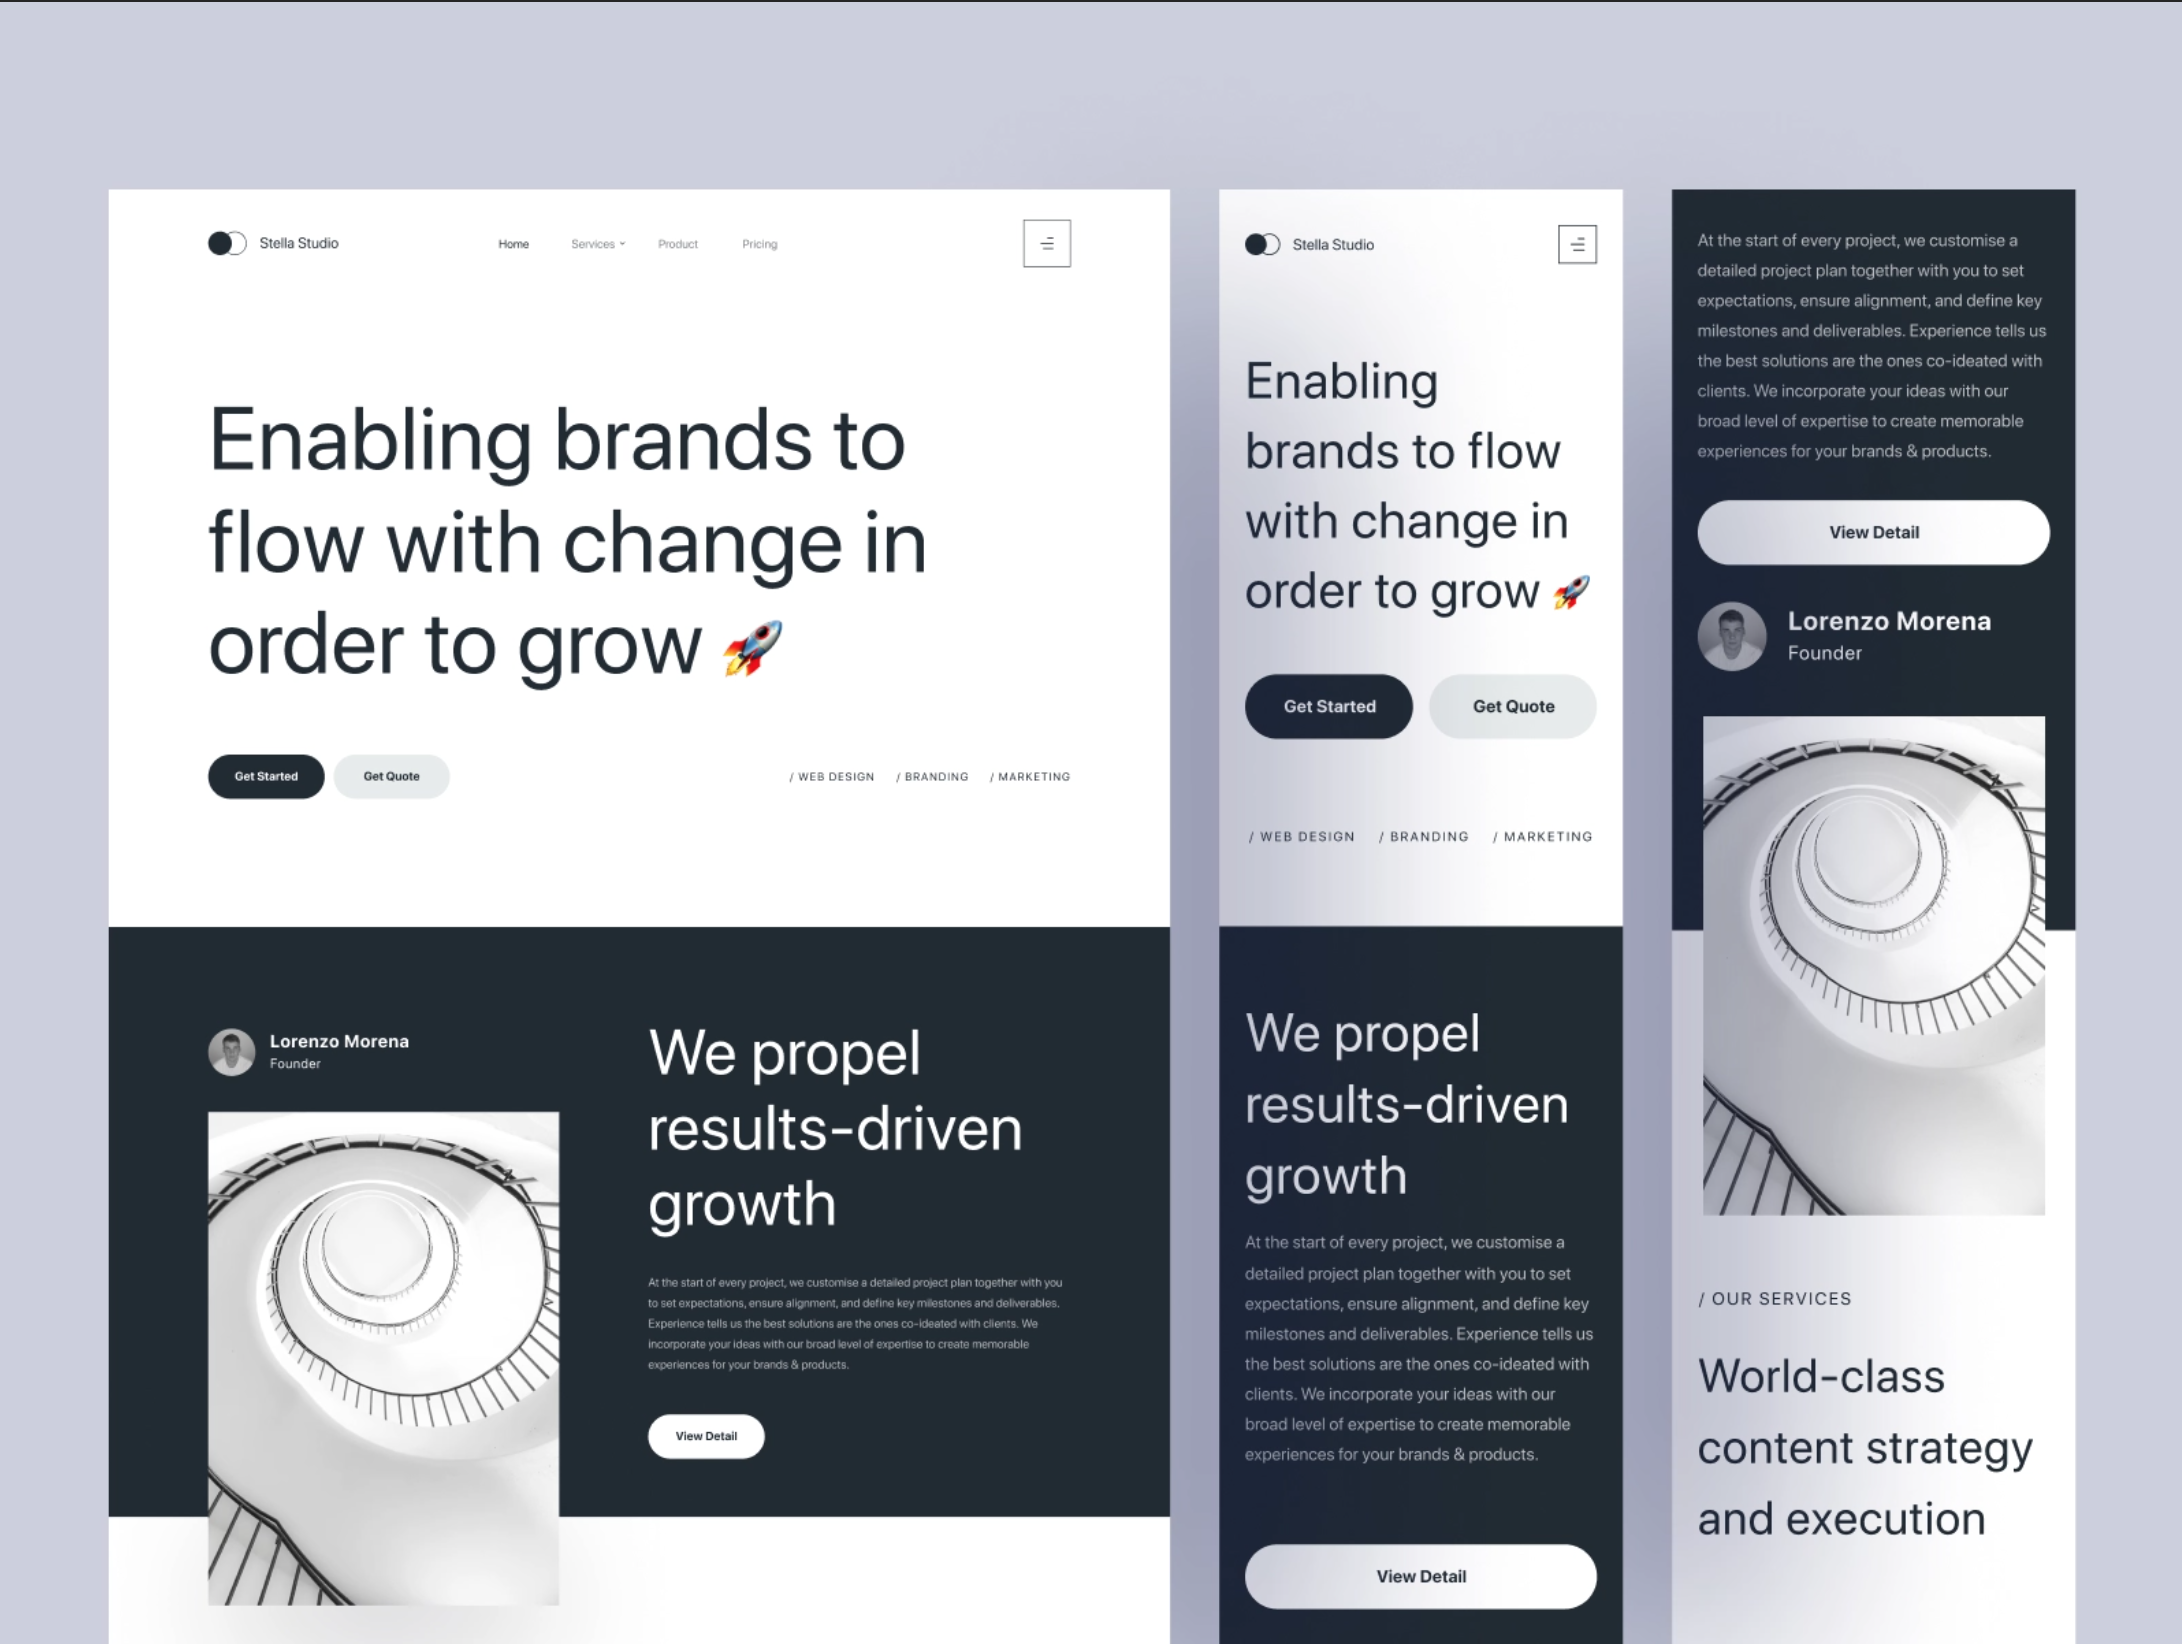 Stella Studio
Home Services Product Pricing
Enabling brands to
flow with change in
order to grow 🚀
Get Started Get Quote
/ WEB DESIGN / BRANDING / MARKETING
Lorenzo Morena
Founder
We propel
results-driven
growth
At the start of every project, we customise a detailed project plan together with you
to set expectations, ensure alignment, and define key milestones and deliverables.
Experience tells us the best solutions are the ones co-ideated with clients. We
incorporate your ideas with our broad level of expertise to create memorable
experiences for your brands & products.
View Detail
Stella Studio
Enabling
brands to flow
with change in
order to grow 🚀
Get Started Get Quote
/ WEB DESIGN / BRANDING / MARKETING
We propel
results-driven
growth
At the start of every project, we customise a
detailed project plan together with you to set
expectations, ensure alignment, and define key
milestones and deliverables. Experience tells us
the best solutions are the ones co-ideated with
clients. We incorporate your ideas with our
broad level of expertise to create memorable
experiences for your brands & products.
View Detail
At the start of every project, we customise a
detailed project plan together with you to set
expectations, ensure alignment, and define key
milestones and deliverables. Experience tells us
the best solutions are the ones co-ideated with
clients. We incorporate your ideas with our
broad level of expertise to create memorable
experiences for your brands & products.
View Detail
Lorenzo Morena
Founder
/ OUR SERVICES
World-class
content strategy
and execution